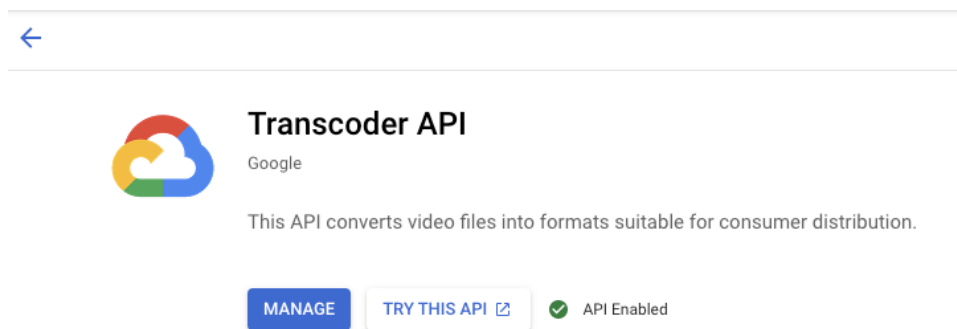 Transcoder API
Google
This API converts video files into formats suitable for consumer distribution.
MANAGE TRY THIS API API Enabled